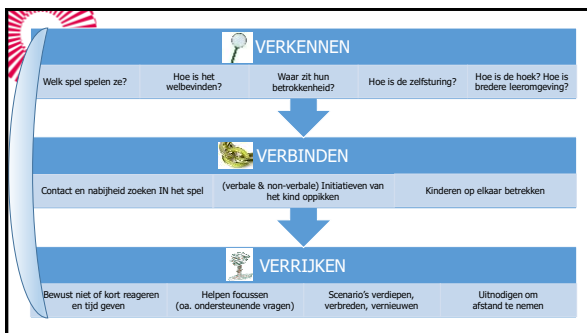 VERKENNEN
Welk spel spelen ze?
Hoe is het
welbevinden?
Waar zit hun
betrokkenheid?
Hoe is de zelfsturing?
Hoe is de hoek? Hoe is
bredere leeromgeving?
VERBINDEN
Contact en nabijheid zoeken IN het spel
(verbale & non-verbale) Initiatieven van
het kind oppikken
Kinderen op elkaar betrekken
VERRIJKEN
Bewust niet of kort reageren
en tijd geven
Helpen focussen
(oa. ondersteunende vragen)
Scenario's verdiepen,
verbreden, vernieuwen
Uitnodigen om
afstand te nemen